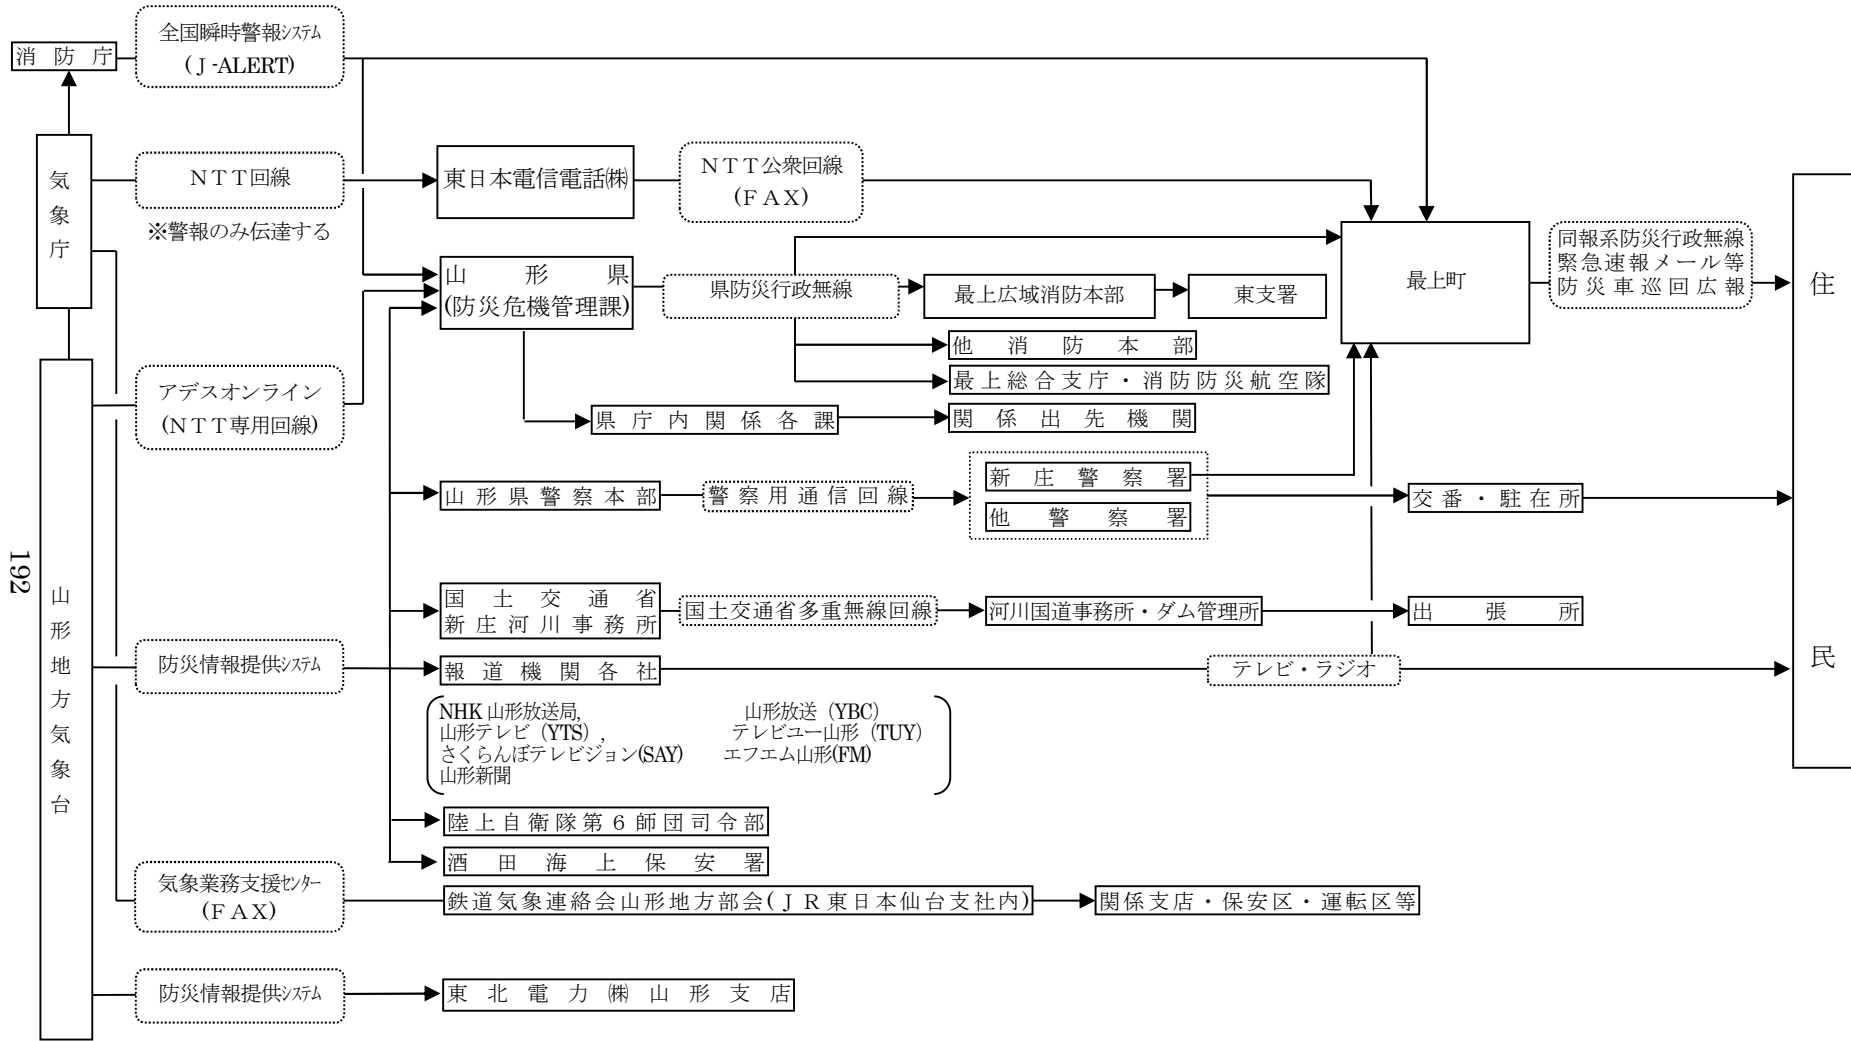 全国瞬時警報システム
(Ｊ-ALERT)
消防庁
気象庁
ＮＴＴ回線
※警報のみ伝達する
東日本電信電話㈱
ＮＴＴ公衆回線
(ＦＡＸ)
山形県
(防災危機管理課)
県防災行政無線
最上広域消防本部
東支署
最上町
同報系防災行政無線
緊急速報メール等
防災車巡回広報
住民
他消防本部
最上総合支庁・消防防災航空隊
アデスオンライン
(ＮＴＴ専用回線)
県庁内関係各課
関係出先機関
山形県警察本部
警察用通信回線
新庄警察署
他警察署
交番・駐在所
192
山形地方気象台
国土交通省
新庄河川事務所
国土交通省多重無線回線
河川国道事務所・ダム管理所
出張所
防災情報提供システム
報道機関各社
テレビ・ラジオ
NHK山形放送局, 山形放送（YBC）
山形テレビ（YTS）, テレビユー山形（TUY）
さくらんぼテレビジョン(SAY) エフエム山形(FM)
山形新聞
陸上自衛隊第６師団司令部
酒田海上保安署
気象業務支援センター
(ＦＡＸ)
鉄道気象連絡会山形地方部会(ＪＲ東日本仙台支社内)
関係支店・保安区・運転区等
防災情報提供システム
東北電力㈱山形支店